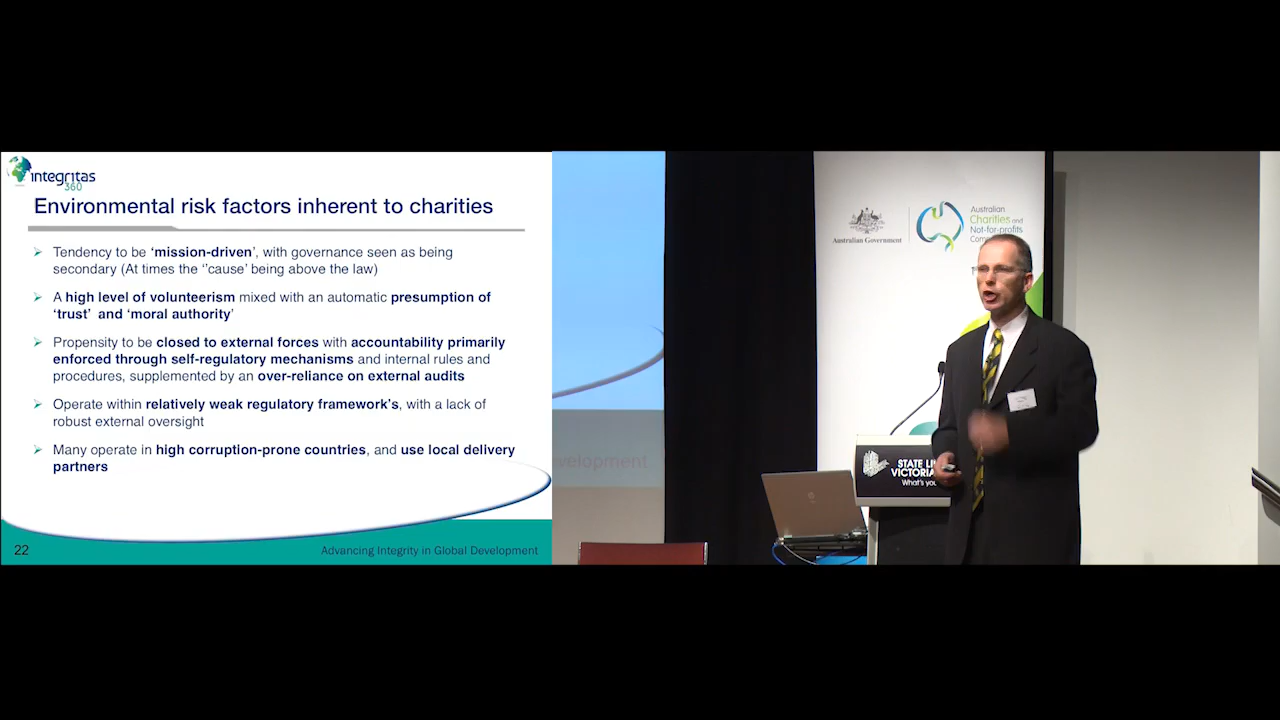 integritas
360
Environmental risk factors inherent to charities
Tendency to be ‘mission-driven’, with governance seen as being
secondary (At times the ‘’cause’ being above the law)
A high level of volunteerism mixed with an automatic presumption of
‘trust’ and ‘moral authority’
Propensity to be closed to external forces with accountability primarily
enforced through self-regulatory mechanisms and internal rules and
procedures, supplemented by an over-reliance on external audits
Operate within relatively weak regulatory framework’s, with a lack of
robust external oversight
Many operate in high corruption-prone countries, and use local delivery
partners
22
Advancing Integrity in Global Development
Australian Government
Australian
Charities and
Not-for-profits
STATE
VICTORIA
What's